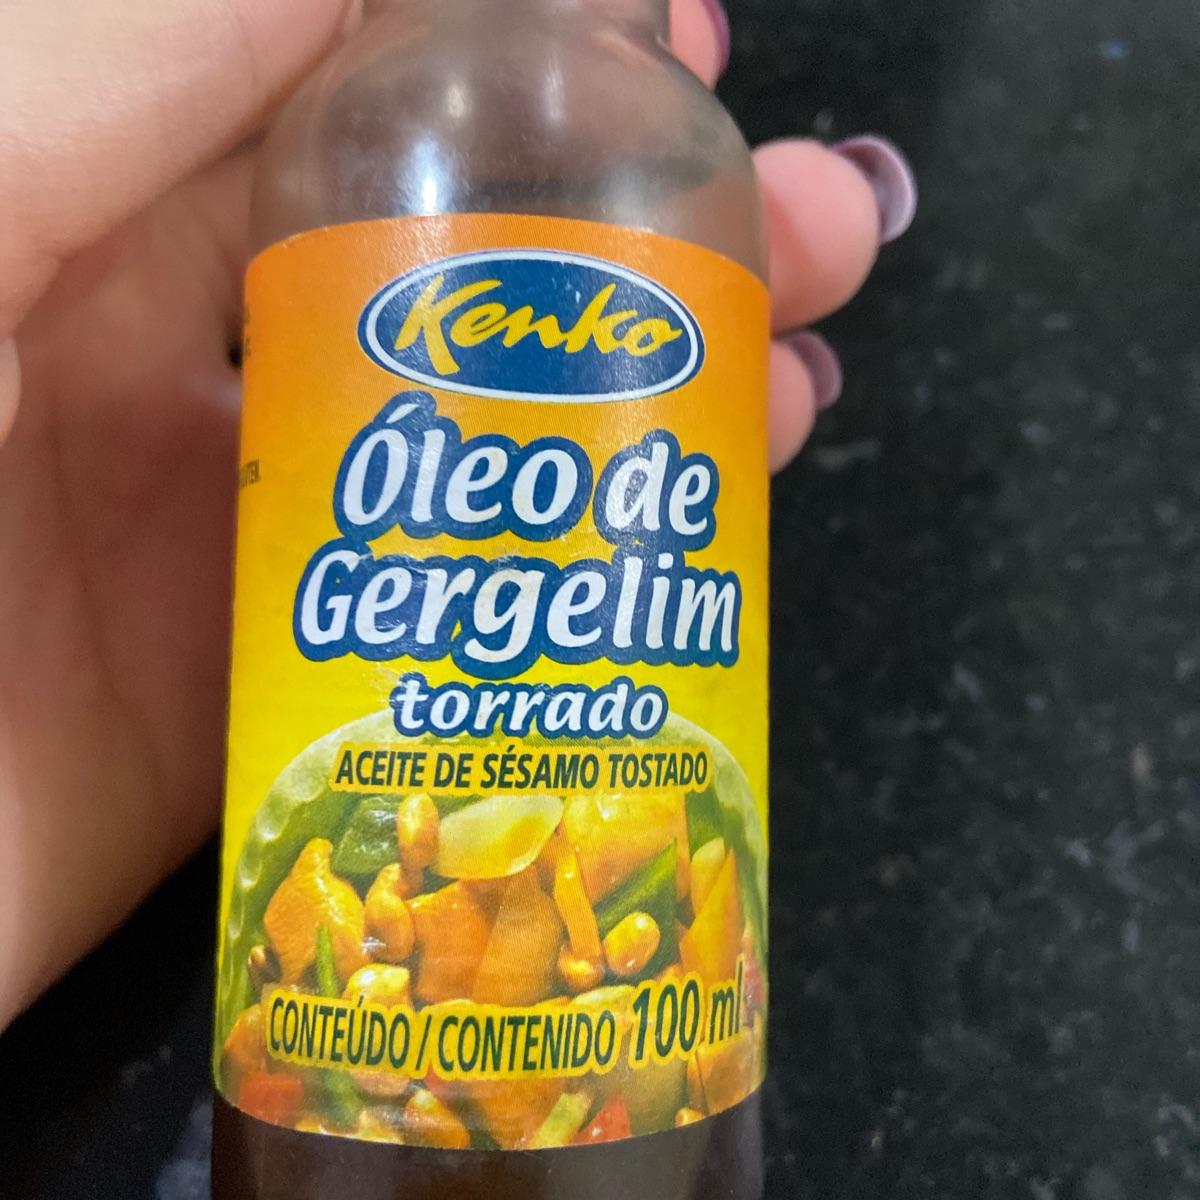 Kenko
Óleo de
Gergelim
torrado
ACEITE DE SÉSAMO TOSTADO
CONTEÚDO / CONTENIDO 100 ml